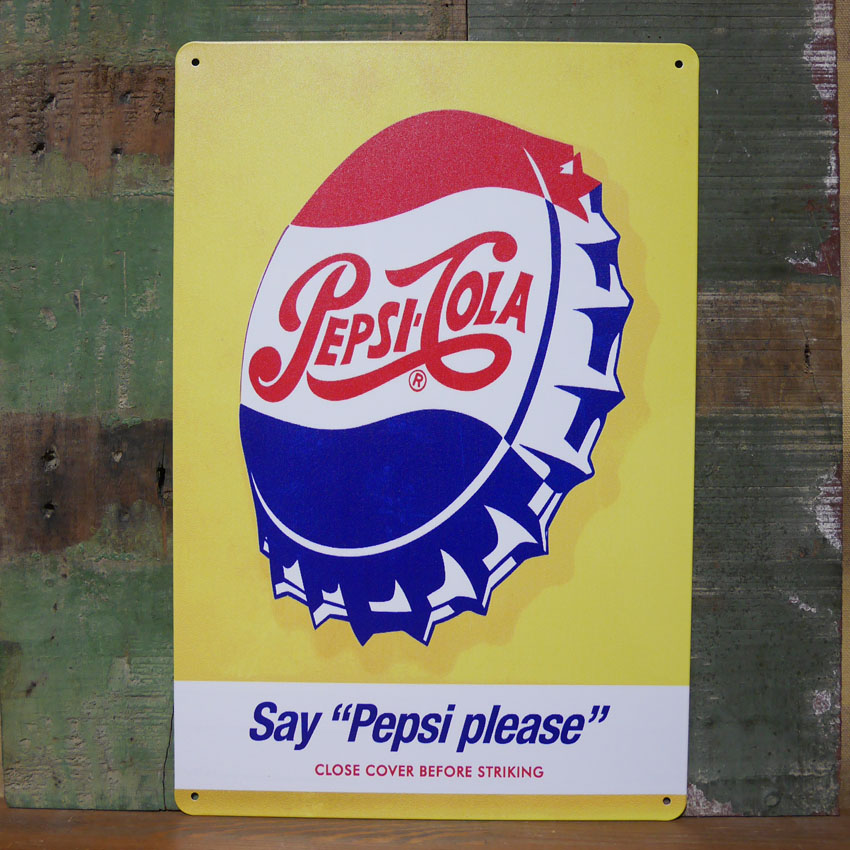 PEPSI-COLA
®
Say “Pepsi please”
CLOSE COVER BEFORE STRIKING